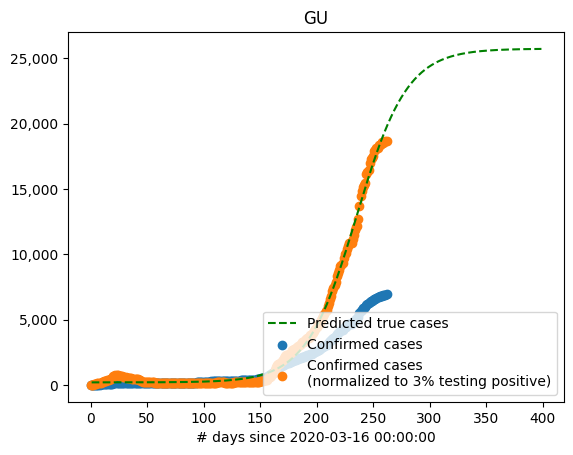 GU
25,000
20,000
15,000
10,000
5,000
0
Predicted true cases
Confirmed cases
Confirmed cases
(normalized to 3% testing positive)
0 50 100 150 200 250 300 350 400
# days since 2020-03-16 00:00:00